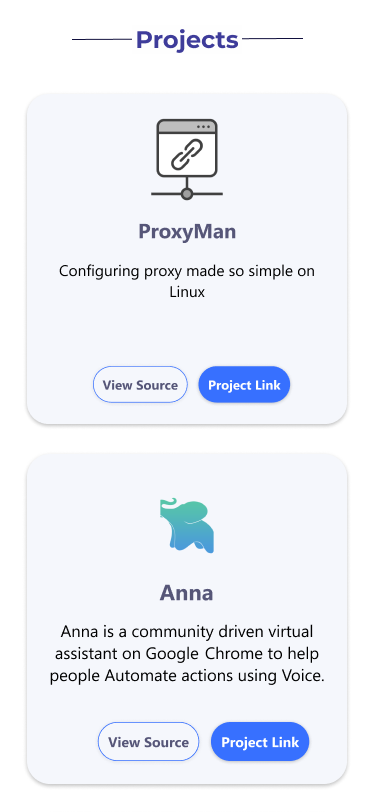 Projects
ProxyMan
Configuring proxy made so simple on
Linux
View Source
Project Link
Anna
Anna is a community driven virtual
assistant on Google Chrome to help
people Automate actions using Voice.
View Source
Project Link